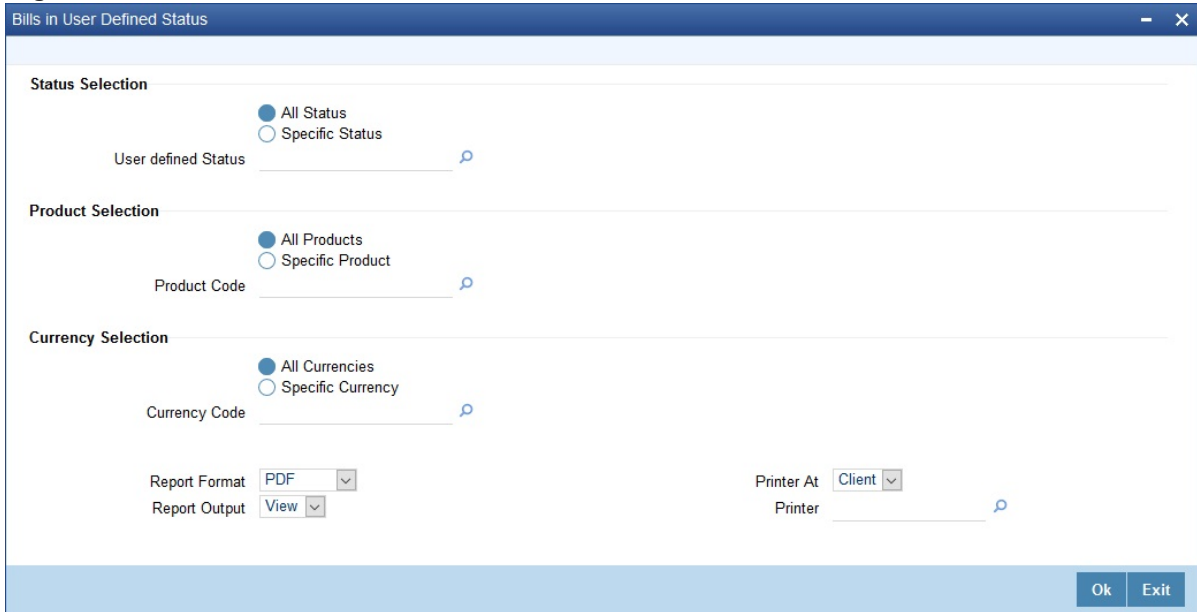 Bills in User Defined Status
Status Selection
All Status
Specific Status
User defined Status
Product Selection
All Products
Specific Product
Product Code
Currency Selection
All Currencies
Specific Currency
Currency Code
Report Format PDF Printer At Client
Report Output View Printer
Ok Exit